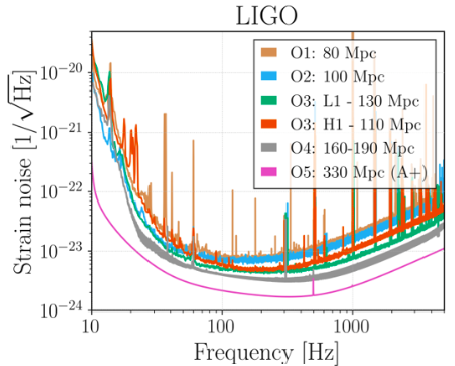 LIGO
Strain noise [1/√Hz]
10⁻²⁰
10⁻²¹
10⁻²²
10⁻²³
10⁻²⁴
O1: 80 Mpc
O2: 100 Mpc
O3: L1 - 130 Mpc
O3: H1 - 110 Mpc
O4: 160-190 Mpc
O5: 330 Mpc (A+)
10 100 1000
Frequency [Hz]